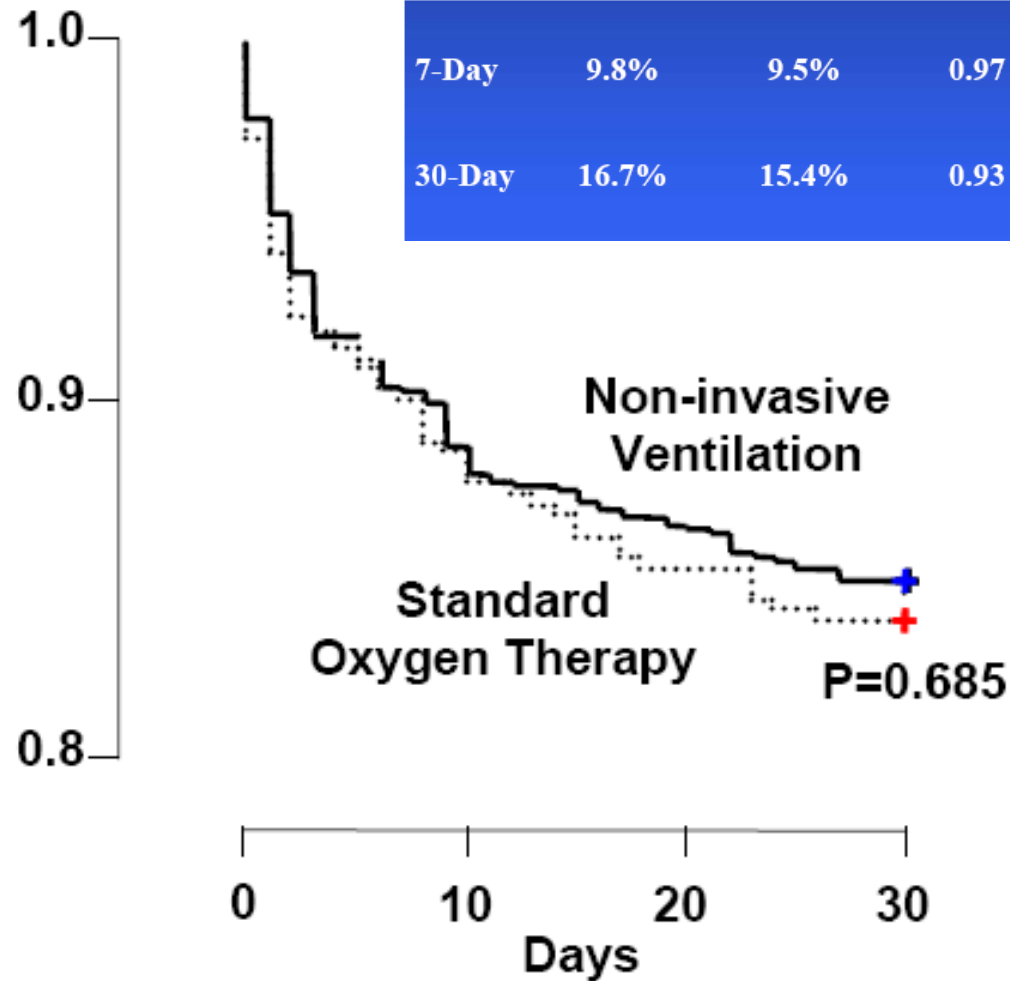 1.0
7-Day 9.8% 9.5% 0.97
30-Day 16.7% 15.4% 0.93
0.9
Non-invasive
Ventilation
Standard
Oxygen Therapy
P=0.685
0.8
0 10 20 30
Days